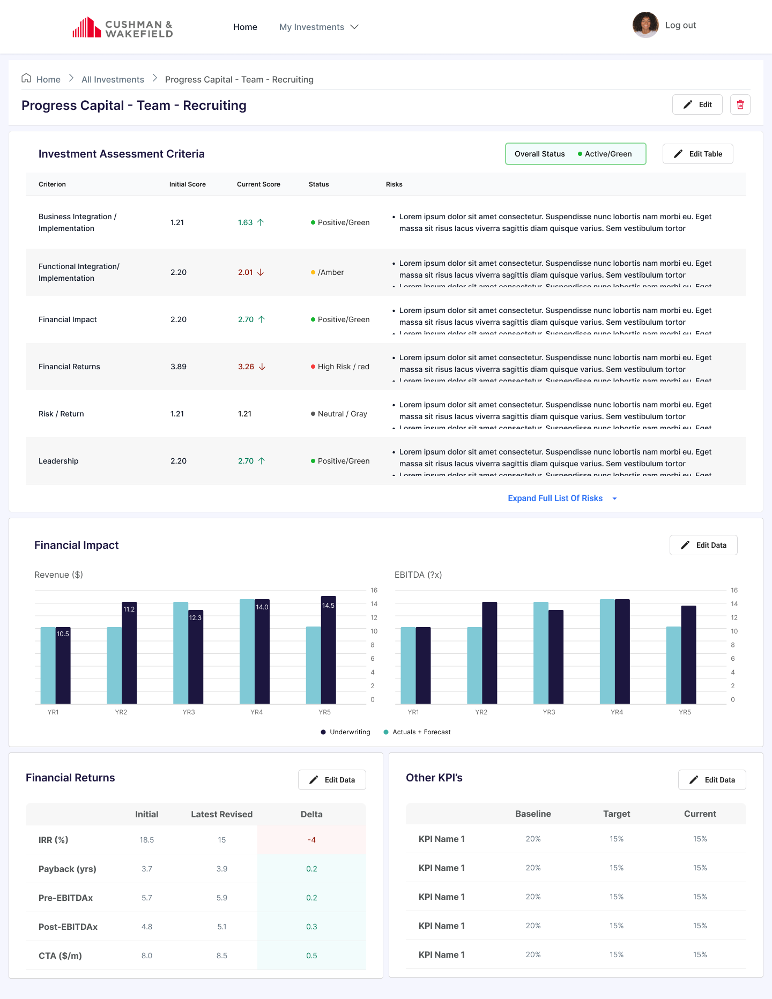 CUSHMAN &
WAKEFIELD
Home
My Investments
Log out
Home
All Investments
Progress Capital - Team - Recruiting
Progress Capital - Team - Recruiting
Edit
Investment Assessment Criteria
Overall Status
Active/Green
Edit Table
Criterion Initial Score Current Score Status Risks
Business Integration /
Implementation
1.21
1.63
Positive/Green
• Lorem ipsum dolor sit amet consectetur. Suspendisse nunc lobortis nam morbi eu. Eget
massa sit risus lacus viverra sagittis diam quisque varius. Sem vestibulum tortor
Functional Integration/
Implementation
2.20
2.01
/Amber
• Lorem ipsum dolor sit amet consectetur. Suspendisse nunc lobortis nam morbi eu. Eget
massa sit risus lacus viverra sagittis diam quisque varius. Sem vestibulum tortor
• Lorem ipsum dolor sit amet consectetur. Suspendisse nunc lobortis nam morbi eu. Eget
Financial Impact
2.20
2.70
Positive/Green
• Lorem ipsum dolor sit amet consectetur. Suspendisse nunc lobortis nam morbi eu. Eget
massa sit risus lacus viverra sagittis diam quisque varius. Sem vestibulum tortor
• Lorem ipsum dolor sit amet consectetur. Suspendisse nunc lobortis nam morbi eu. Eget
Financial Returns
3.89
3.26
High Risk / red
• Lorem ipsum dolor sit amet consectetur. Suspendisse nunc lobortis nam morbi eu. Eget
massa sit risus lacus viverra sagittis diam quisque varius. Sem vestibulum tortor
• Lorem ipsum dolor sit amet consectetur. Suspendisse nunc lobortis nam morbi eu. Eget
Risk / Return
1.21
1.21
Neutral / Gray
• Lorem ipsum dolor sit amet consectetur. Suspendisse nunc lobortis nam morbi eu. Eget
massa sit risus lacus viverra sagittis diam quisque varius. Sem vestibulum tortor
• Lorem ipsum dolor sit amet consectetur. Suspendisse nunc lobortis nam morbi eu. Eget
Leadership
2.20
2.70
Positive/Green
• Lorem ipsum dolor sit amet consectetur. Suspendisse nunc lobortis nam morbi eu. Eget
massa sit risus lacus viverra sagittis diam quisque varius. Sem vestibulum tortor
• Lorem ipsum dolor sit amet consectetur. Suspendisse nunc lobortis nam morbi eu. Eget
Expand Full List Of Risks
Financial Impact
Edit Data
Revenue ($)
16
14
12
10
8
6
4
2
0
10.5
11.2
12.3
14.0
14.5
YR1 YR2 YR3 YR4 YR5
EBITDA (?x)
16
14
12
10
8
6
4
2
0
YR1 YR2 YR3 YR4 YR5
Underwriting
Actuals + Forecast
Financial Returns
Edit Data
Initial Latest Revised Delta
IRR (%) 18.5 15 -4
Payback (yrs) 3.7 3.9 0.2
Pre-EBITDAx 5.7 5.9 0.2
Post-EBITDAx 4.8 5.1 0.3
CTA ($/m) 8.0 8.5 0.5
Other KPI's
Edit Data
Baseline Target Current
KPI Name 1 20% 15% 15%
KPI Name 1 20% 15% 15%
KPI Name 1 20% 15% 15%
KPI Name 1 20% 15% 15%
KPI Name 1 20% 15% 15%